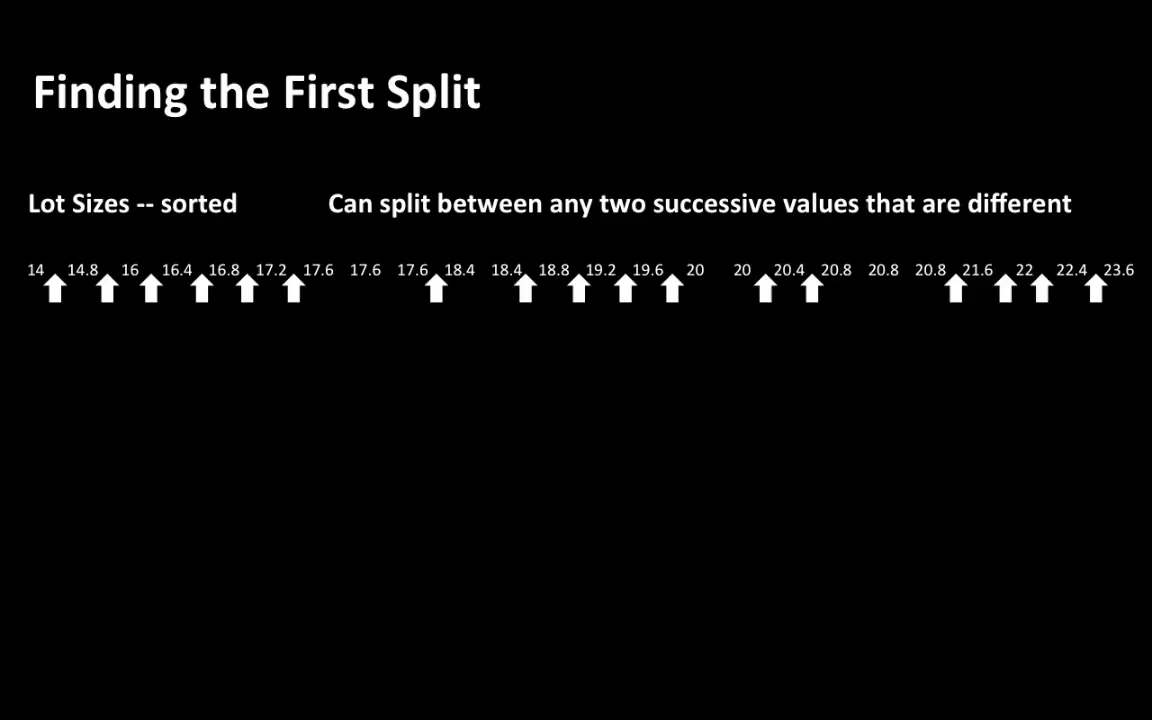 Finding the First Split
Lot Sizes -- sorted
Can split between any two successive values that are different
14 14.8 16 16.4 16.8 17.2 17.6 17.6 17.6 18.4 18.4 18.8 19.2 19.6 20 20 20.4 20.8 20.8 20.8 21.6 22 22.4 23.6